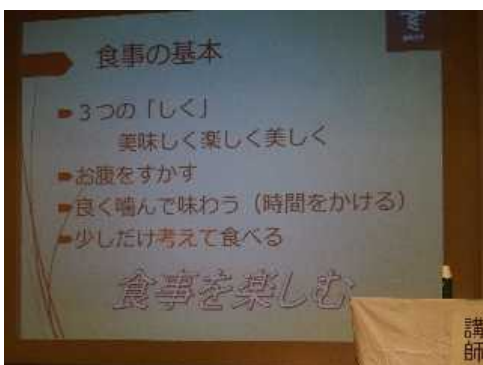 食事の基本
3つの「しく」
美味しく楽しく美しく
お腹をすかす
良く噛んで味わう（時間をかける）
少しだけ考えて食べる
食事を楽しむ
講師